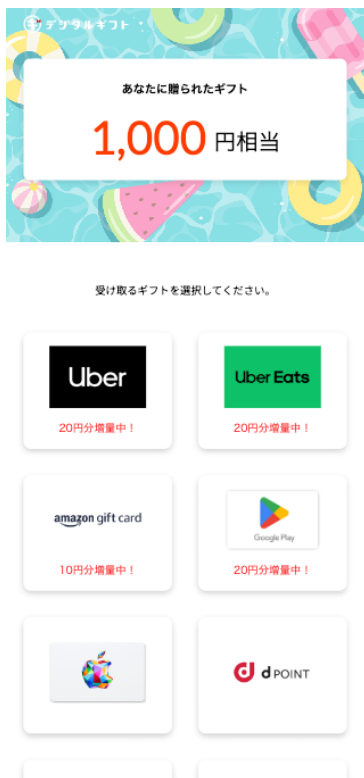 デジタルギフト
あなたに贈られたギフト
1,000 円相当
受け取るギフトを選択してください。
Uber
Uber Eats
20円分増量中！
20円分増量中！
amazon gift card
Google Play
10円分増量中！
20円分増量中！
d POINT